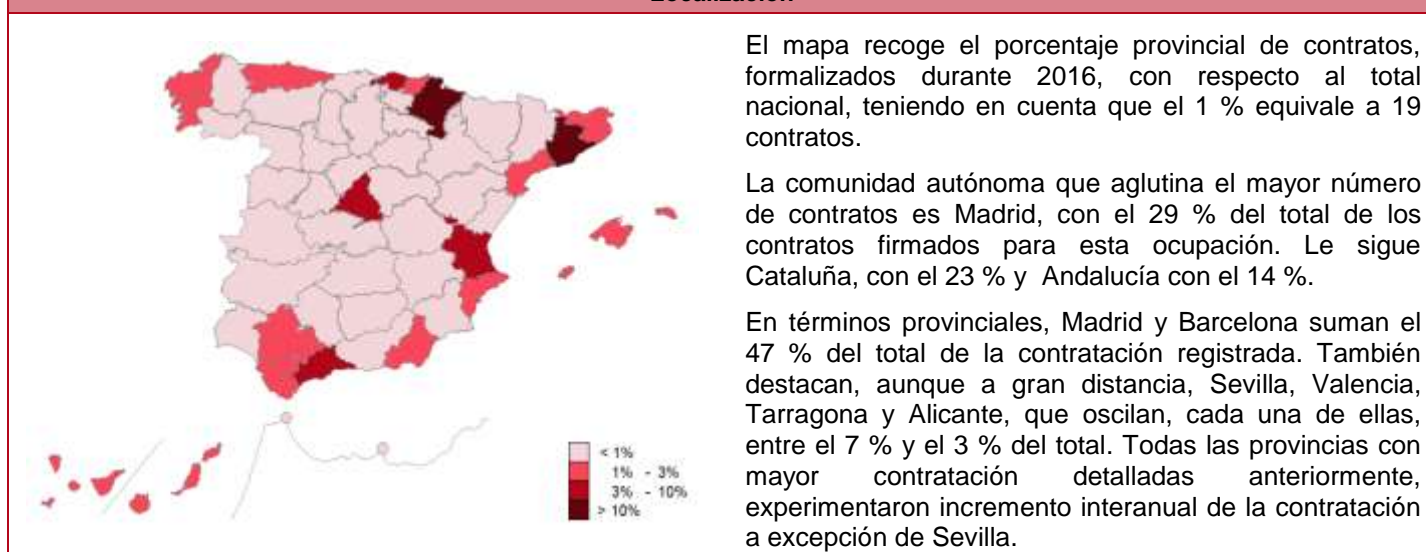 Localización
El mapa recoge el porcentaje provincial de contratos,
formalizados durante 2016, con respecto al total
nacional, teniendo en cuenta que el 1 % equivale a 19
contratos.
La comunidad autónoma que aglutina el mayor número
de contratos es Madrid, con el 29 % del total de los
contratos firmados para esta ocupación. Le sigue
Cataluña, con el 23 % y Andalucía con el 14 %.
En términos provinciales, Madrid y Barcelona suman el
47 % del total de la contratación registrada. También
destacan, aunque a gran distancia, Sevilla, Valencia,
Tarragona y Alicante, que oscilan, cada una de ellas,
entre el 7 % y el 3 % del total. Todas las provincias con
mayor contratación detalladas anteriormente,
experimentaron incremento interanual de la contratación
a excepción de Sevilla.
< 1%
1% - 3%
3% - 10%
> 10%